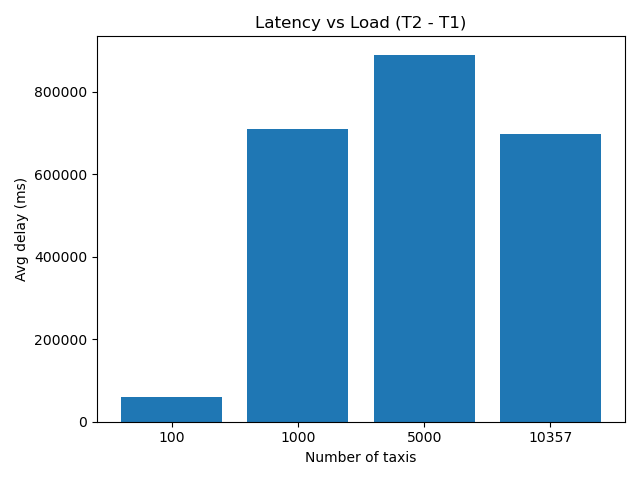 Latency vs Load (T2 - T1)
Avg delay (ms)
800000
600000
400000
200000
0
100 1000 5000 10357
Number of taxis